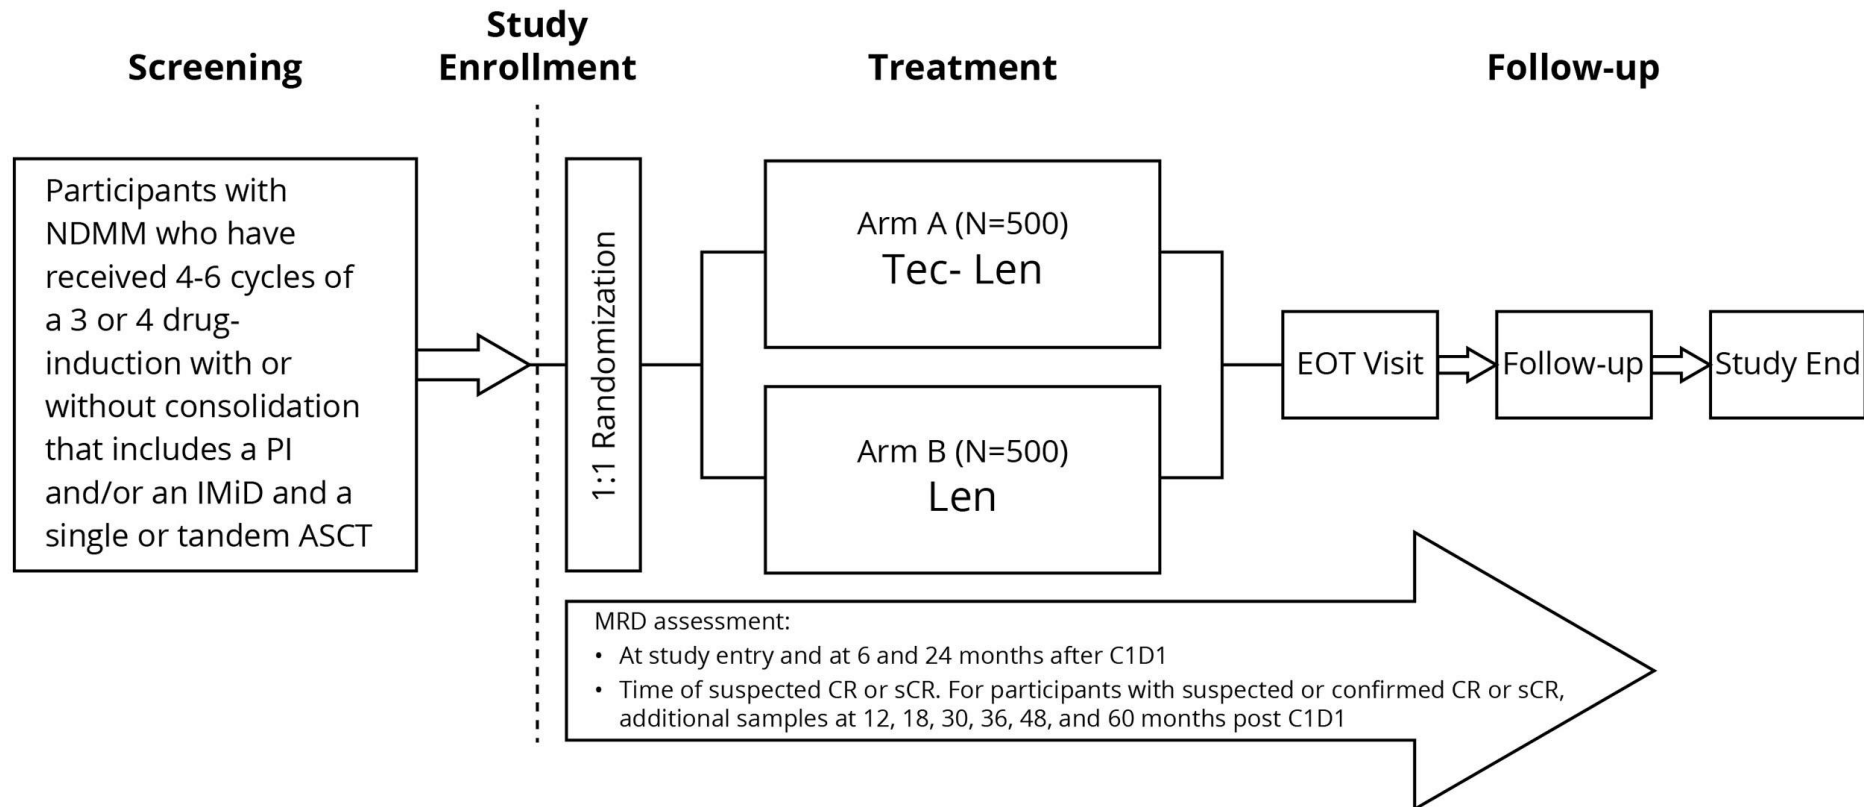 Screening
Study
Enrollment
Treatment
Follow-up
Participants with
NDMM who have
received 4-6 cycles of
a 3 or 4 drug-
induction with or
without consolidation
that includes a PI
and/or an IMiD and a
single or tandem ASCT
1:1 Randomization
Arm A (N=500)
Tec- Len
Arm B (N=500)
Len
EOT Visit
Follow-up
Study End
MRD assessment:
• At study entry and at 6 and 24 months after C1D1
• Time of suspected CR or sCR. For participants with suspected or confirmed CR or sCR,
additional samples at 12, 18, 30, 36, 48, and 60 months post C1D1